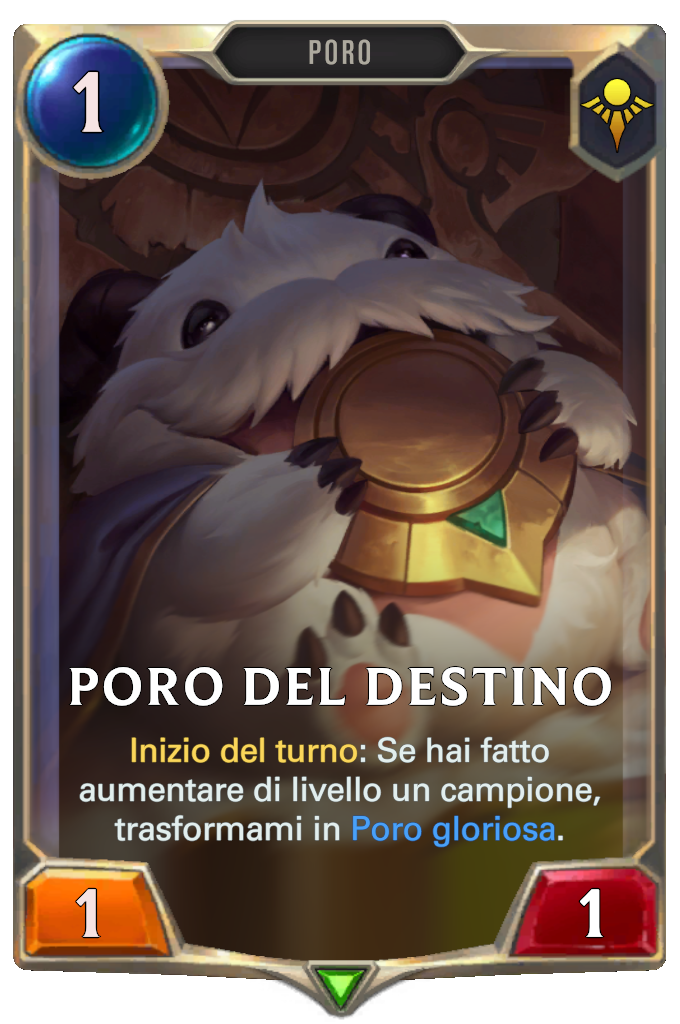 PORO
1
PORO DEL DESTINO
Inizio del turno: Se hai fatto
aumentare di livello un campione,
trasformami in Poro gloriosa.
1
1